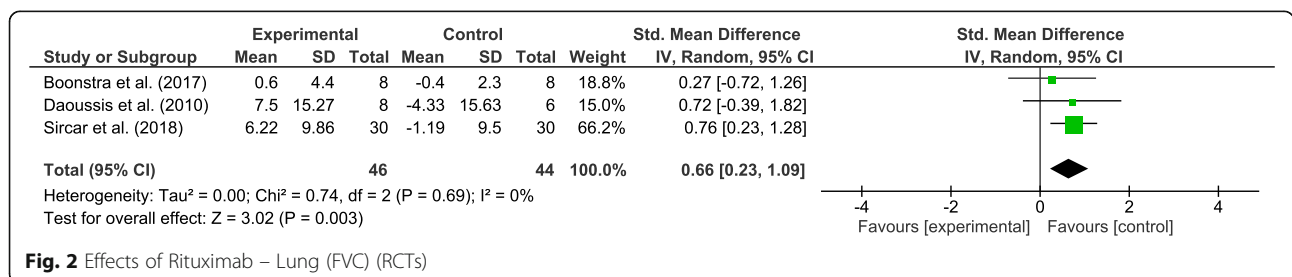 Experimental Control Std. Mean Difference Std. Mean Difference
Study or Subgroup Mean SD Total Mean SD Total Weight IV, Random, 95% CI IV, Random, 95% CI
Boonstra et al. (2017) 0.6 4.4 8 -0.4 2.3 8 18.8% 0.27 [-0.72, 1.26]
Daoussis et al. (2010) 7.5 15.27 8 -4.33 15.63 6 15.0% 0.72 [-0.39, 1.82]
Sircar et al. (2018) 6.22 9.86 30 -1.19 9.5 30 66.2% 0.76 [0.23, 1.28]
Total (95% CI) 46 44 100.0% 0.66 [0.23, 1.09]
Heterogeneity: Tau² = 0.00; Chi² = 0.74, df = 2 (P = 0.69); I² = 0%
Test for overall effect: Z = 3.02 (P = 0.003)
-4 -2 0 2 4
Favours [experimental] Favours [control]
Fig. 2 Effects of Rituximab – Lung (FVC) (RCTs)